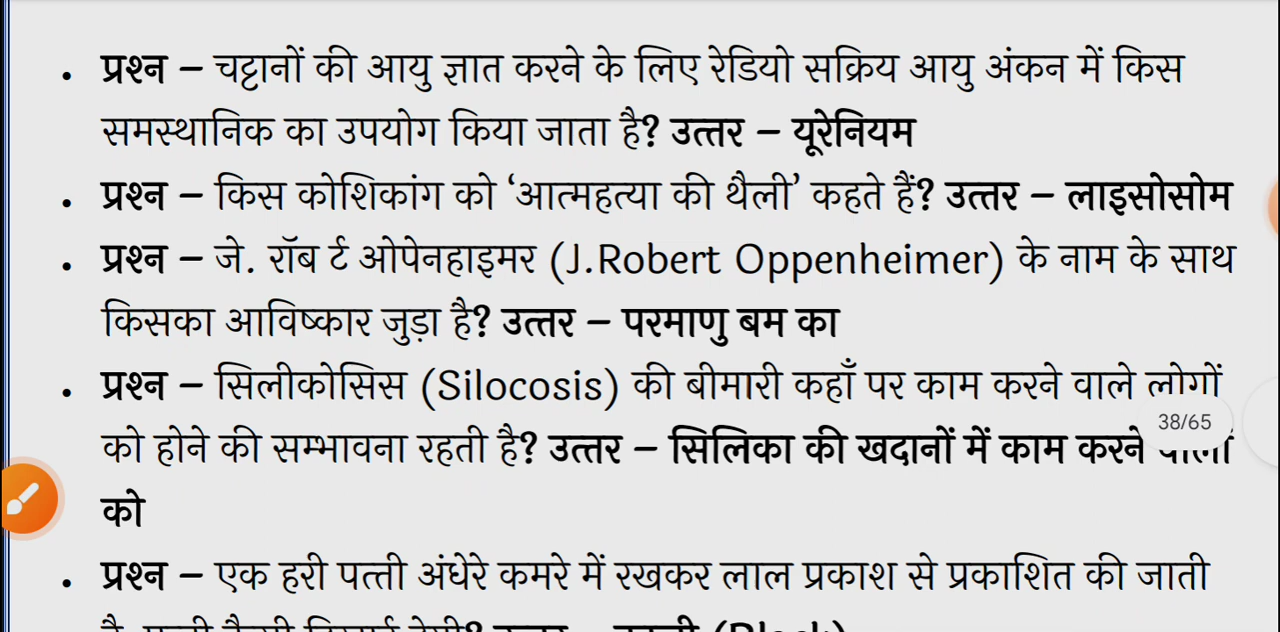 • प्रश्न – चट्टानों की आयु ज्ञात करने के लिए रेडियो सक्रिय आयु अंकन में किस
समस्थानिक का उपयोग किया जाता है? उत्तर – यूरेनियम
• प्रश्न – किस कोशिकांग को ‘आत्महत्या की थैली’ कहते हैं? उत्तर – लाइसोसोम
• प्रश्न – जे. रॉब र्ट ओपेनहाइमर (J.Robert Oppenheimer) के नाम के साथ
किसका आविष्कार जुड़ा है? उत्तर – परमाणु बम का
• प्रश्न – सिलीकोसिस (Silocosis) की बीमारी कहाँ पर काम करने वाले लोगों
38/65
को होने की सम्भावना रहती है? उत्तर – सिलिका की खदानों में काम करने
को
• प्रश्न – एक हरी पत्ती अंधेरे कमरे में रखकर लाल प्रकाश से प्रकाशित की जाती
(Black)